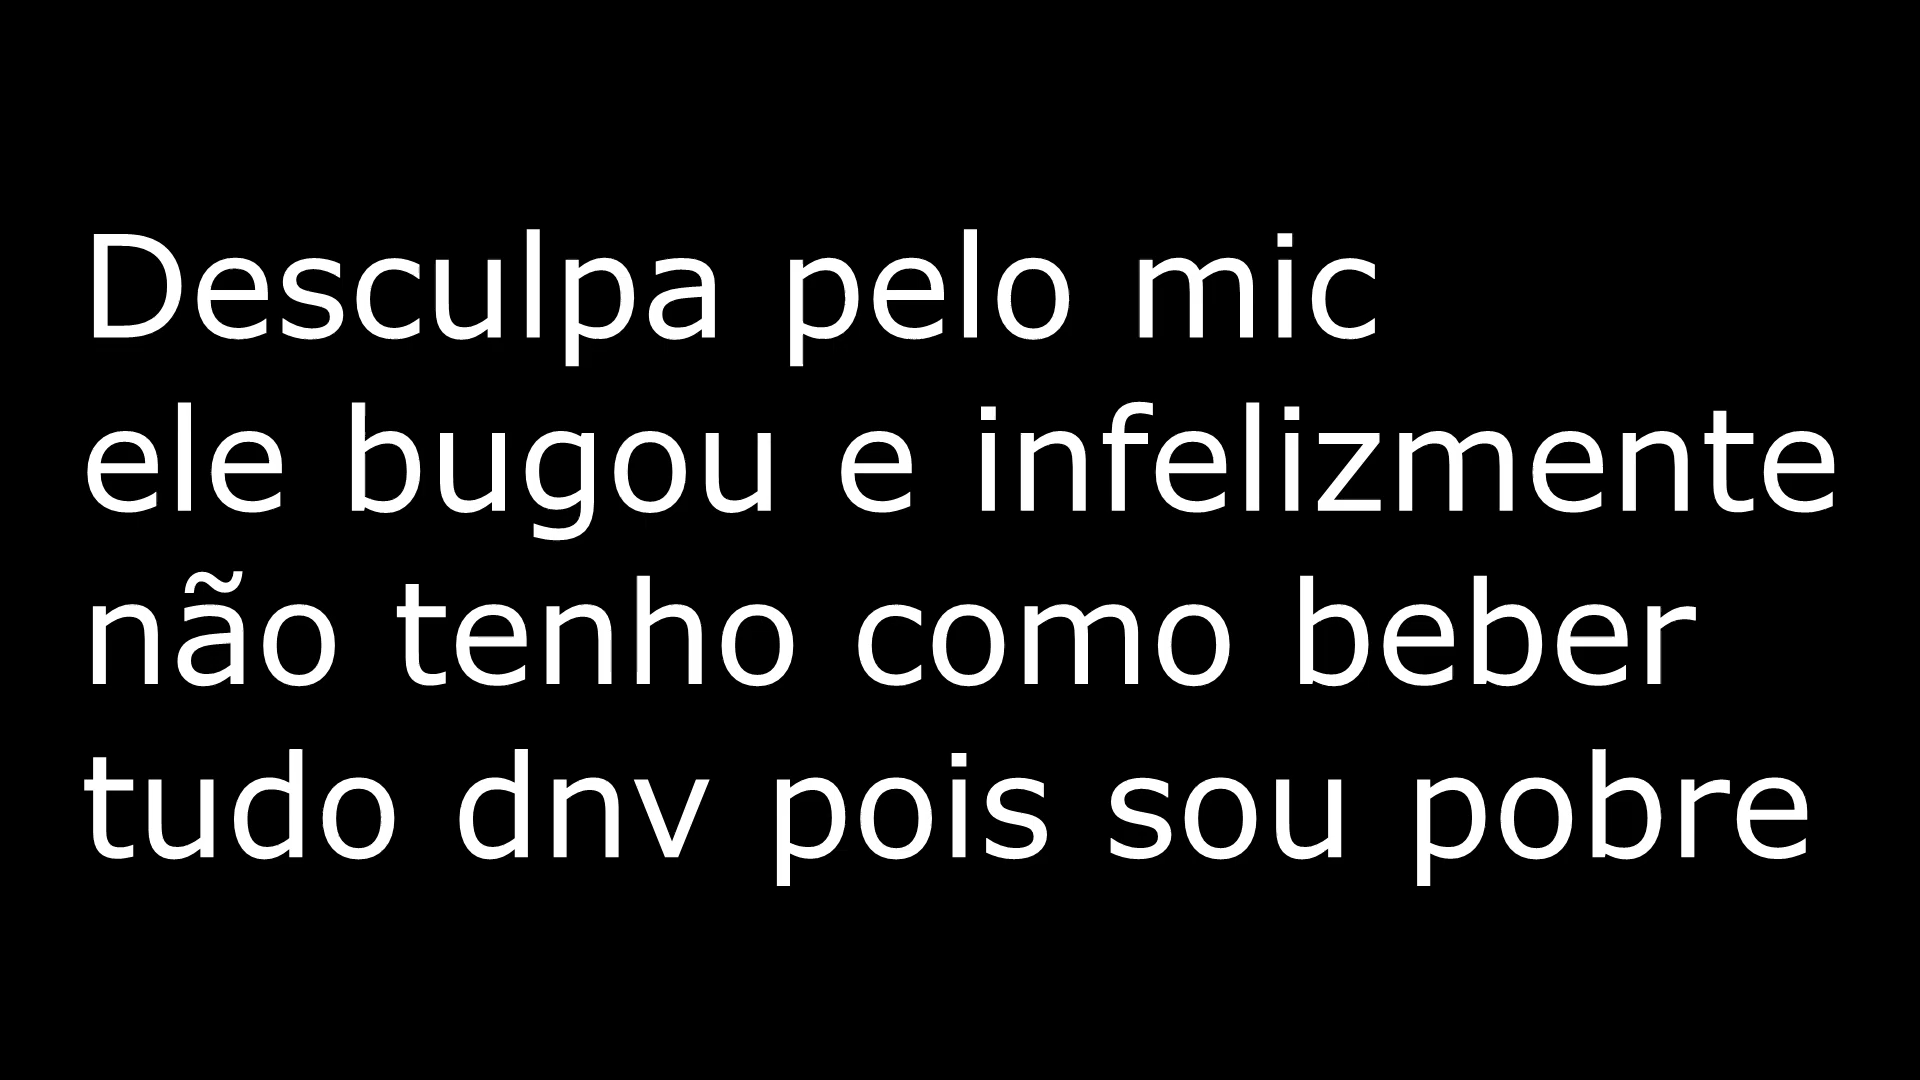 Desculpa pelo mic
ele bugou e infelizmente
não tenho como beber
tudo dnv pois sou pobre